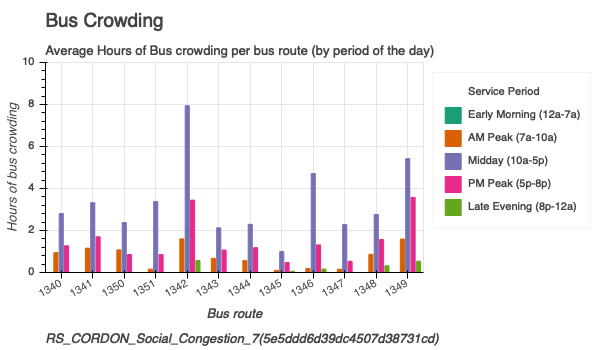 Bus Crowding
Average Hours of Bus crowding per bus route (by period of the day)
Hours of bus crowding
10
8
6
4
2
0
1340 1341 1350 1351 1342 1343 1344 1345 1346 1347 1348 1349
Bus route
Service Period
Early Morning (12a-7a)
AM Peak (7a-10a)
Midday (10a-5p)
PM Peak (5p-8p)
Late Evening (8p-12a)
RS_CORDON_Social_Congestion_7(5e5ddd6d39dc4507d38731cd)